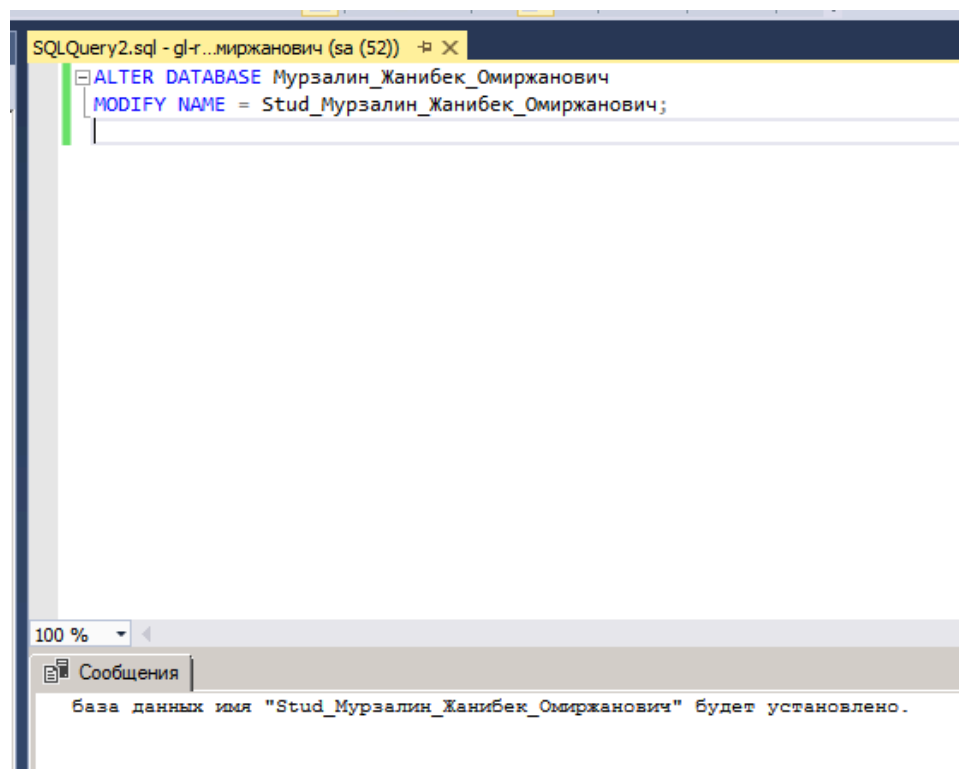 SQLQuery2.sql - gl-r...миржанович (sa (52))
ALTER DATABASE Мурзалин_Жанибек_Омиржанович
MODIFY NAME = Stud_Мурзалин_Жанибек_Омиржанович;
100 %
Сообщения
база данных имя "Stud_Мурзалин_Жанибек_Омиржанович" будет установлено.